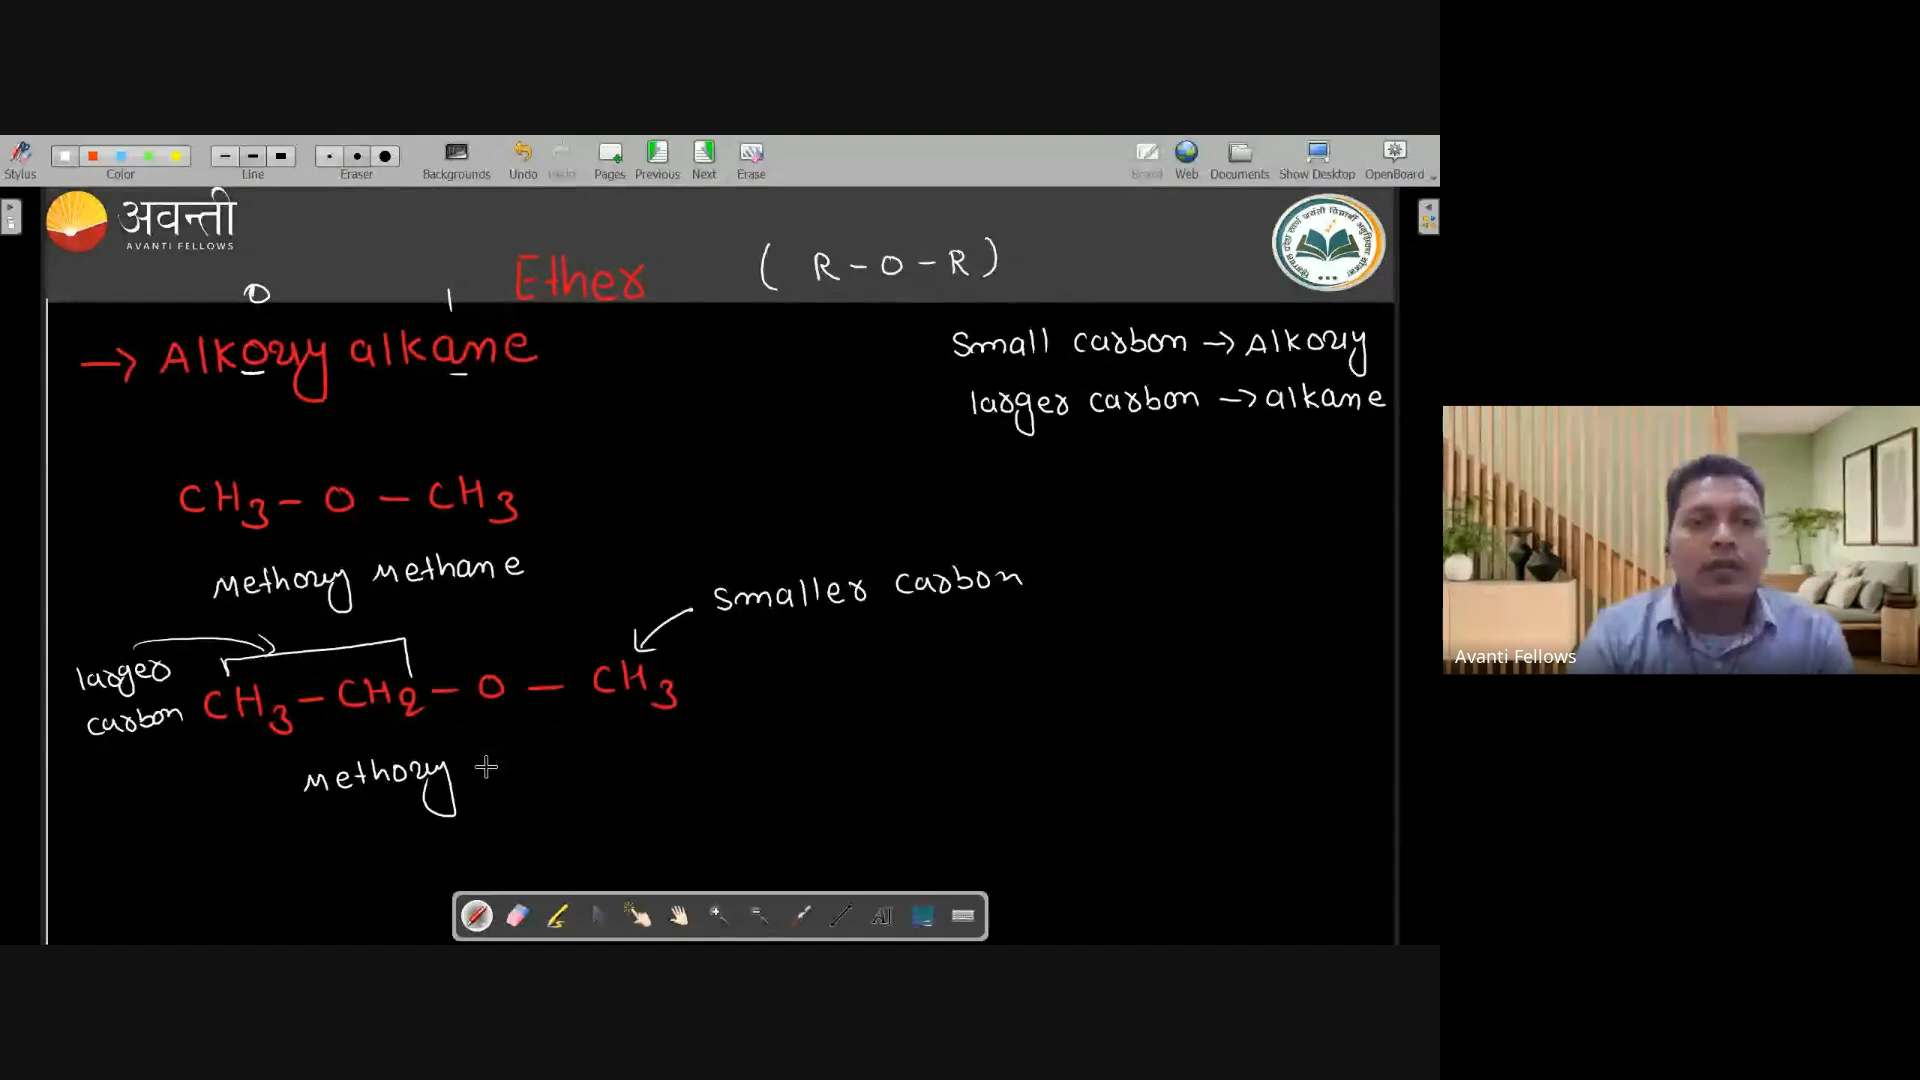 Stylus
Color
Line
Eraser
Backgrounds
Undo
Pages
Previous
Next
Erase
Board
Web
Documents
Show Desktop
OpenBoard
अवन्ती
AVANTI FELLOWS
Ether ( R - O - R )
O 1
→ Alkoxy alkane
Small carbon → Alkoxy
larger carbon → alkane
CH3 - O - CH3
Methoxy methane
smaller carbon
larger
carbon
CH3 - CH2 - O - CH3
methoxy
Avanti Fellows